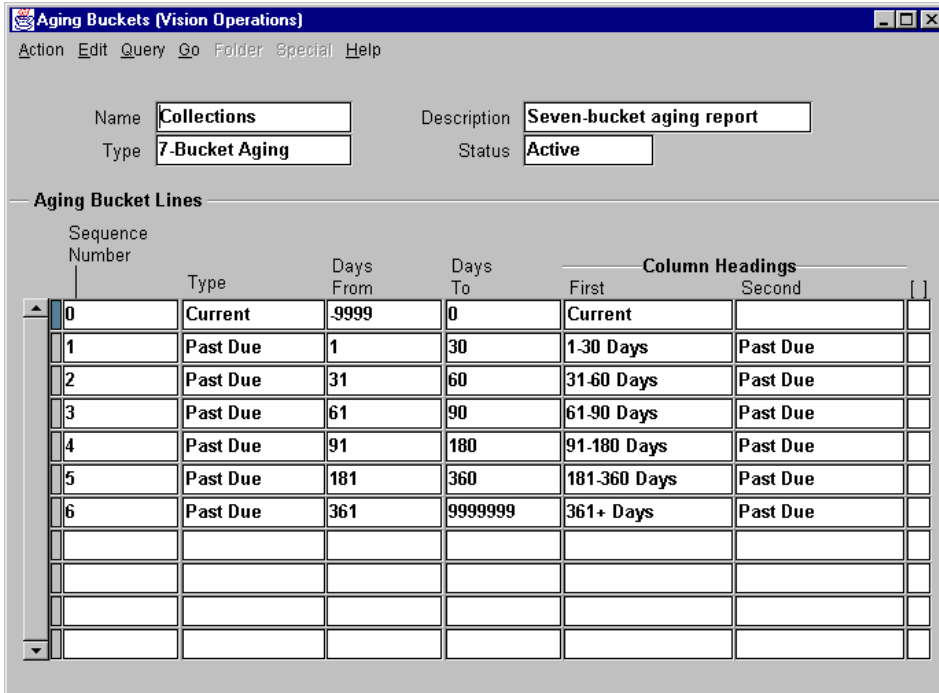 Aging Buckets (Vision Operations)
Action Edit Query Go Folder Special Help
Name Collections Description Seven-bucket aging report
Type 7-Bucket Aging Status Active
Aging Bucket Lines
Sequence
Number Days Days Column Headings
Type From To First Second [ ]
0 Current -9999 0 Current
1 Past Due 1 30 1-30 Days Past Due
2 Past Due 31 60 31-60 Days Past Due
3 Past Due 61 90 61-90 Days Past Due
4 Past Due 91 180 91-180 Days Past Due
5 Past Due 181 360 181-360 Days Past Due
6 Past Due 361 9999999 361+ Days Past Due